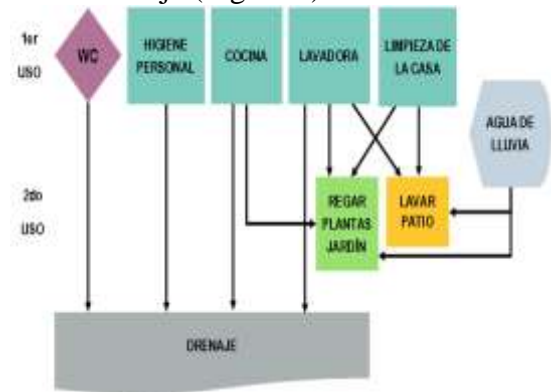 1er
USO
WC
HIGIENE
PERSONAL
COCINA
LAVADORA
LIMPIEZA DE
LA CASA
AGUA DE
LLUVIA
2do
USO
REGAR
PLANTAS
JARDÍN
LAVAR
PATIO
DRENAJE